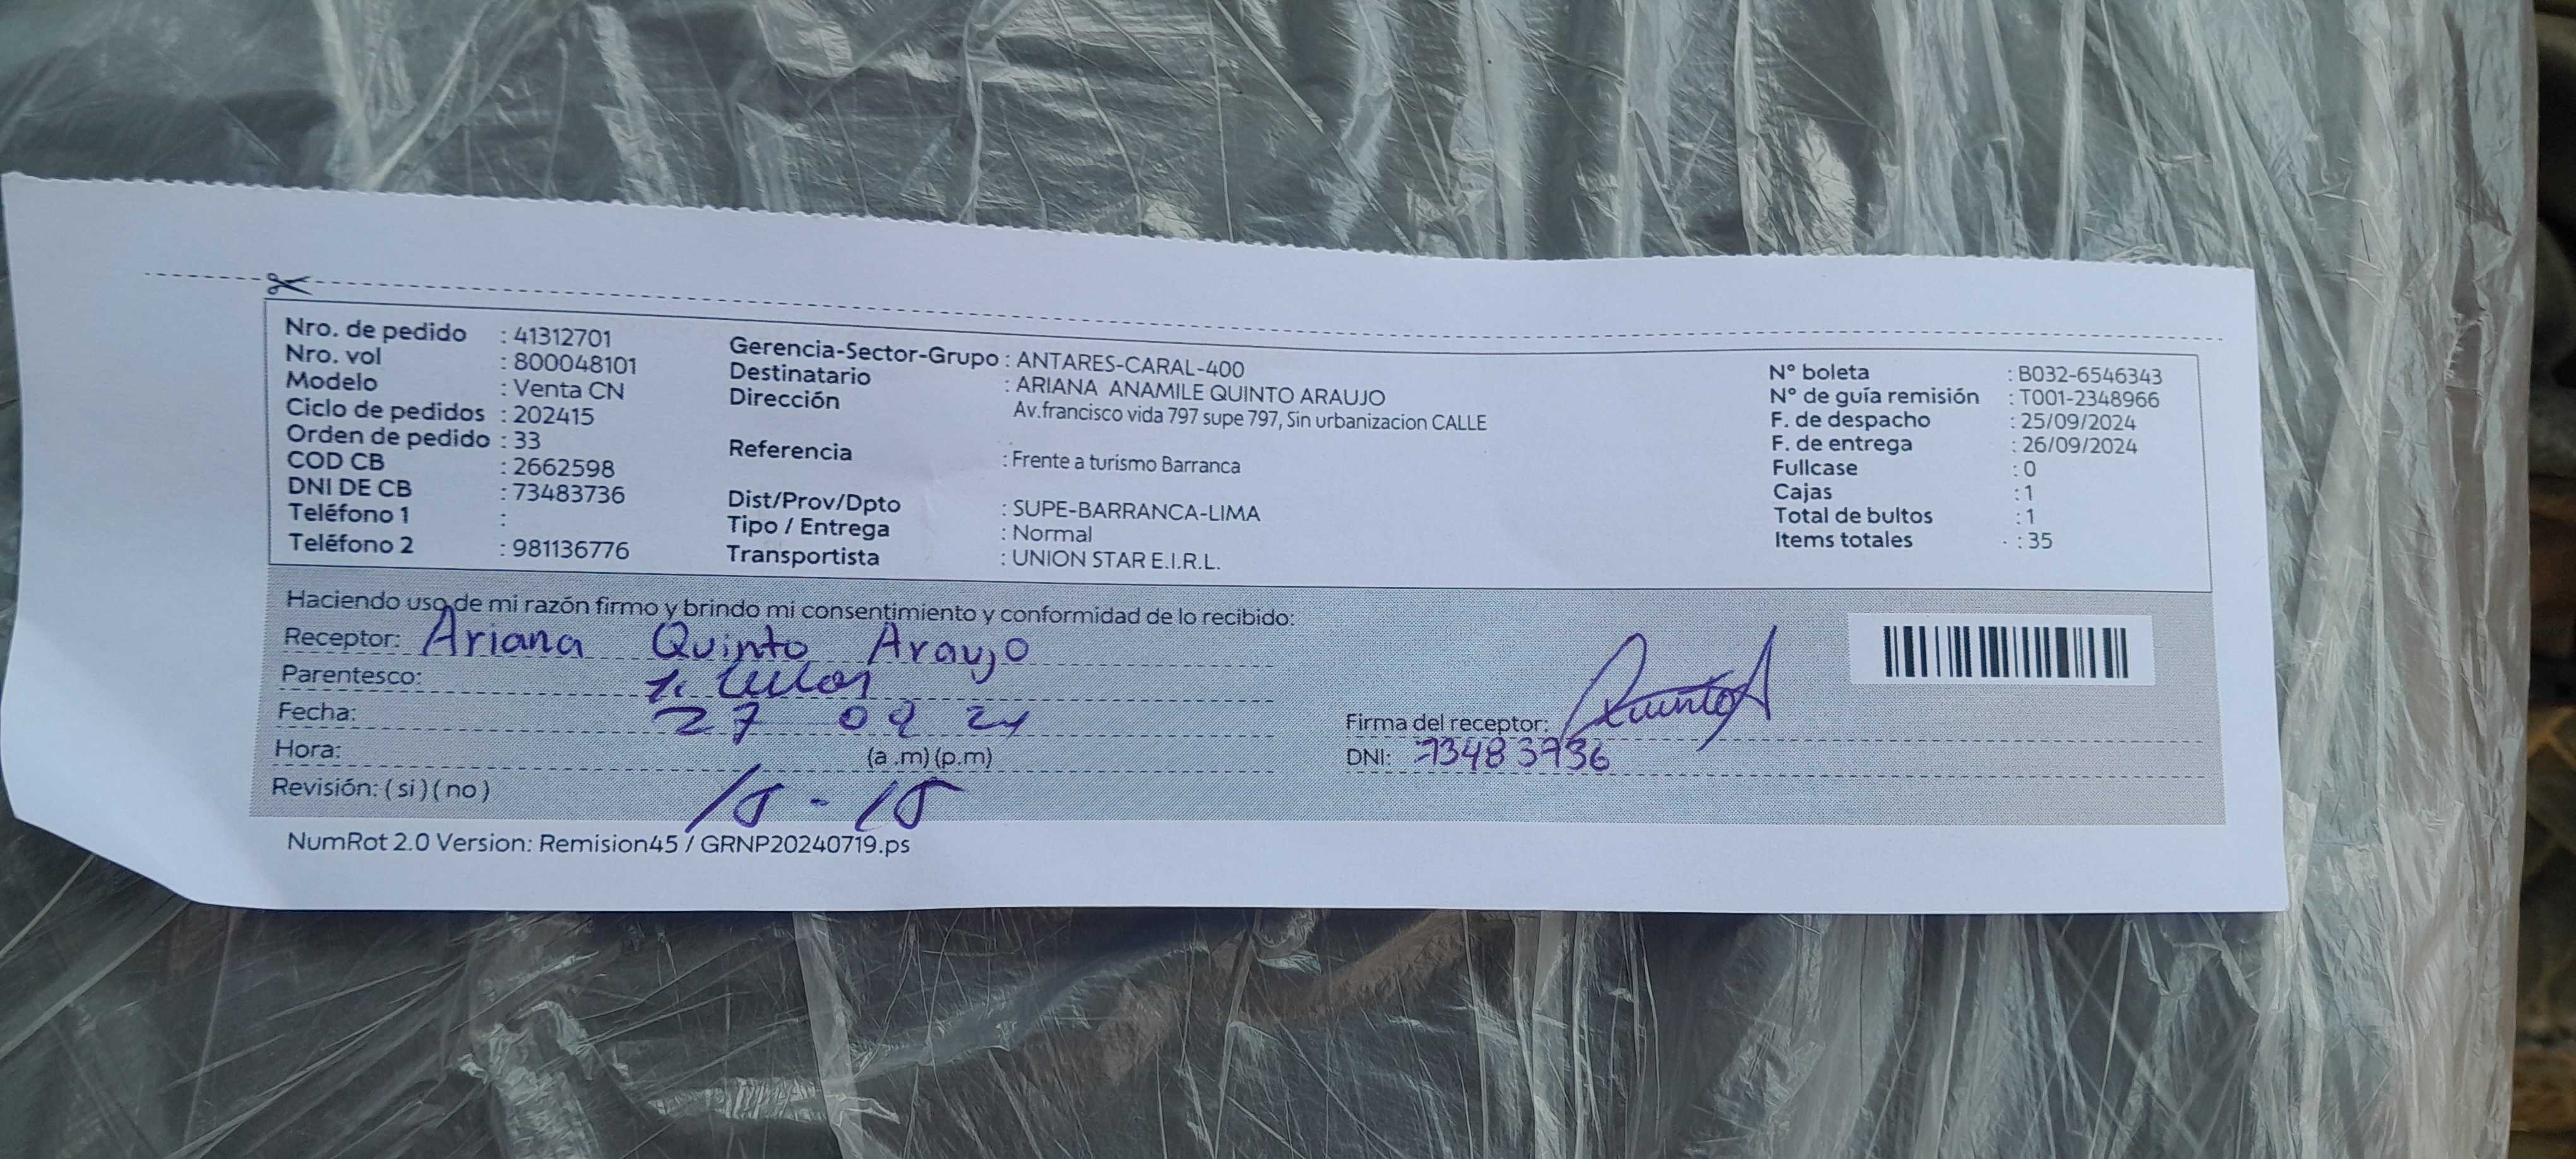 Nro. de pedido : 41312701
Nro. vol : 800048101
Modelo : Venta CN
Ciclo de pedidos : 202415
Orden de pedido : 33
COD CB : 2662598
DNI DE CB : 73483736
Teléfono 1 :
Teléfono 2 : 981136776
Gerencia-Sector-Grupo : ANTARES-CARAL-400
Destinatario : ARIANA ANAMILE QUINTO ARAUJO
Dirección Av.francisco vida 797 supe 797, Sin urbanizacion CALLE
Referencia : Frente a turismo Barranca
Dist/Prov/Dpto : SUPE-BARRANCA-LIMA
Tipo / Entrega : Normal
Transportista : UNION STAR E.I.R.L.
N° boleta : B032-6546343
N° de guía remisión : T001-2348966
F. de despacho : 25/09/2024
F. de entrega : 26/09/2024
Fullcase : 0
Cajas : 1
Total de bultos : 1
Items totales : 35
Haciendo uso de mi razón firmo y brindo mi consentimiento y conformidad de lo recibido:
Receptor: Ariana Quinto Araujo
Parentesco: titular
Fecha: 27 09 24
Hora: (a .m) (p.m)
Revisión: ( si ) ( no )
15 - 15
Firma del receptor: Quinto A
DNI: 73483736
NumRot 2.0 Version: Remision45 / GRNP20240719.ps